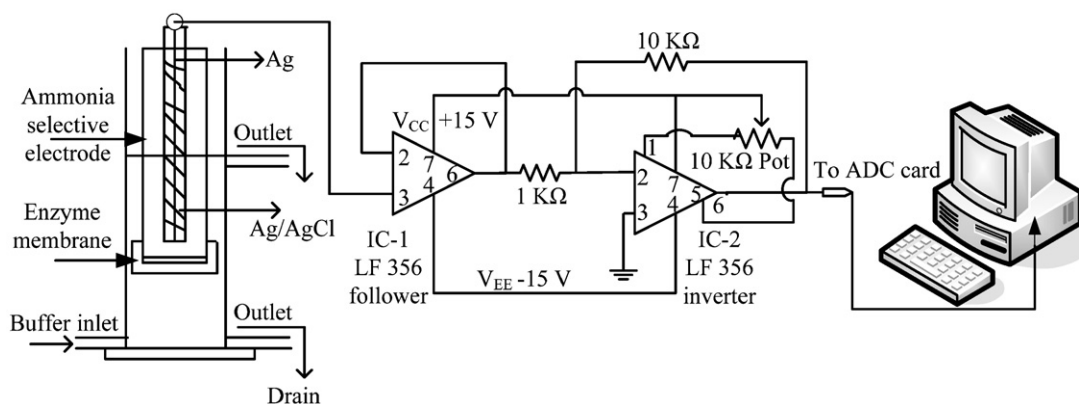 Ag
Ammonia
selective
electrode
Outlet
Enzyme
membrane
Ag/AgCl
Buffer inlet
Outlet
Drain
V_CC +15 V
2
7
6
3
4
IC-1
LF 356
follower
V_EE -15 V
1 KΩ
10 KΩ
1
10 KΩ Pot
2
7
5
6
3
4
IC-2
LF 356
inverter
To ADC card